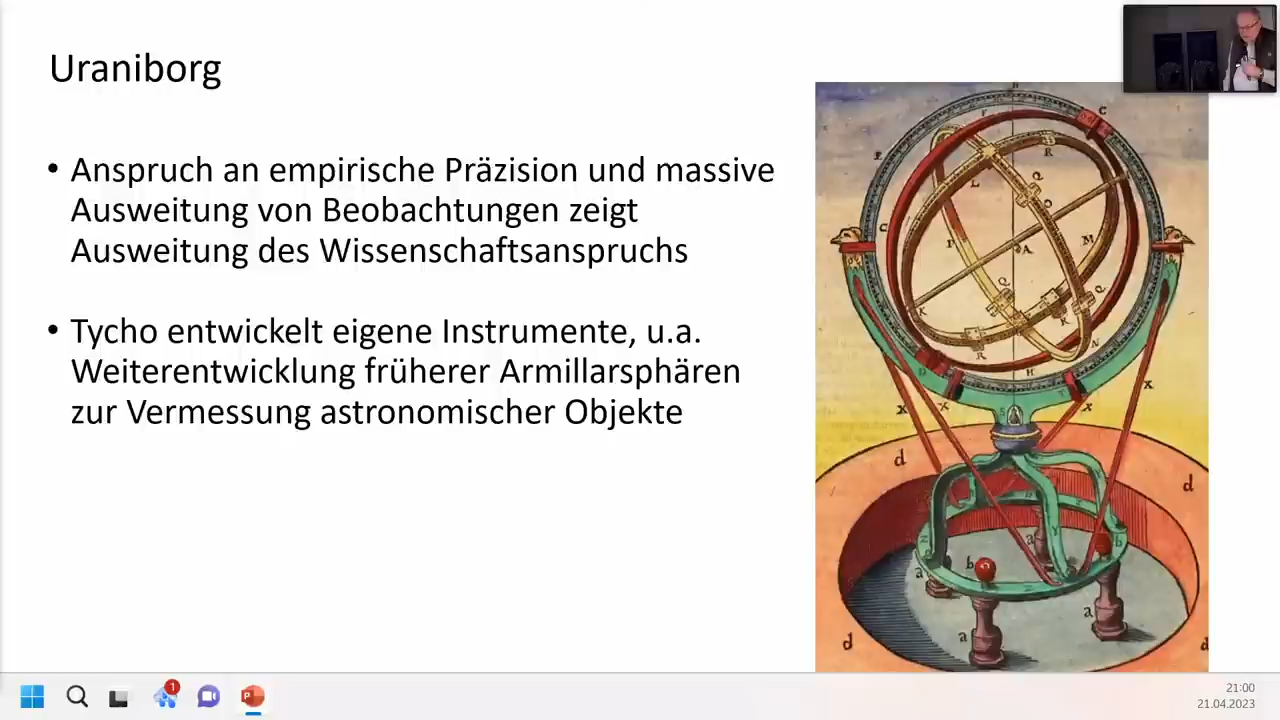 Uraniborg
• Anspruch an empirische Präzision und massive
Ausweitung von Beobachtungen zeigt
Ausweitung des Wissenschaftsanspruchs
• Tycho entwickelt eigene Instrumente, u.a.
Weiterentwicklung früherer Armillarsphären
zur Vermessung astronomischer Objekte
C
R
Q
L
O
M
A
Q
Q
K
R
N
H
X
X
X
X
d
d
b
b
a
a
a
a
d
d
1
21:00
21.04.2023